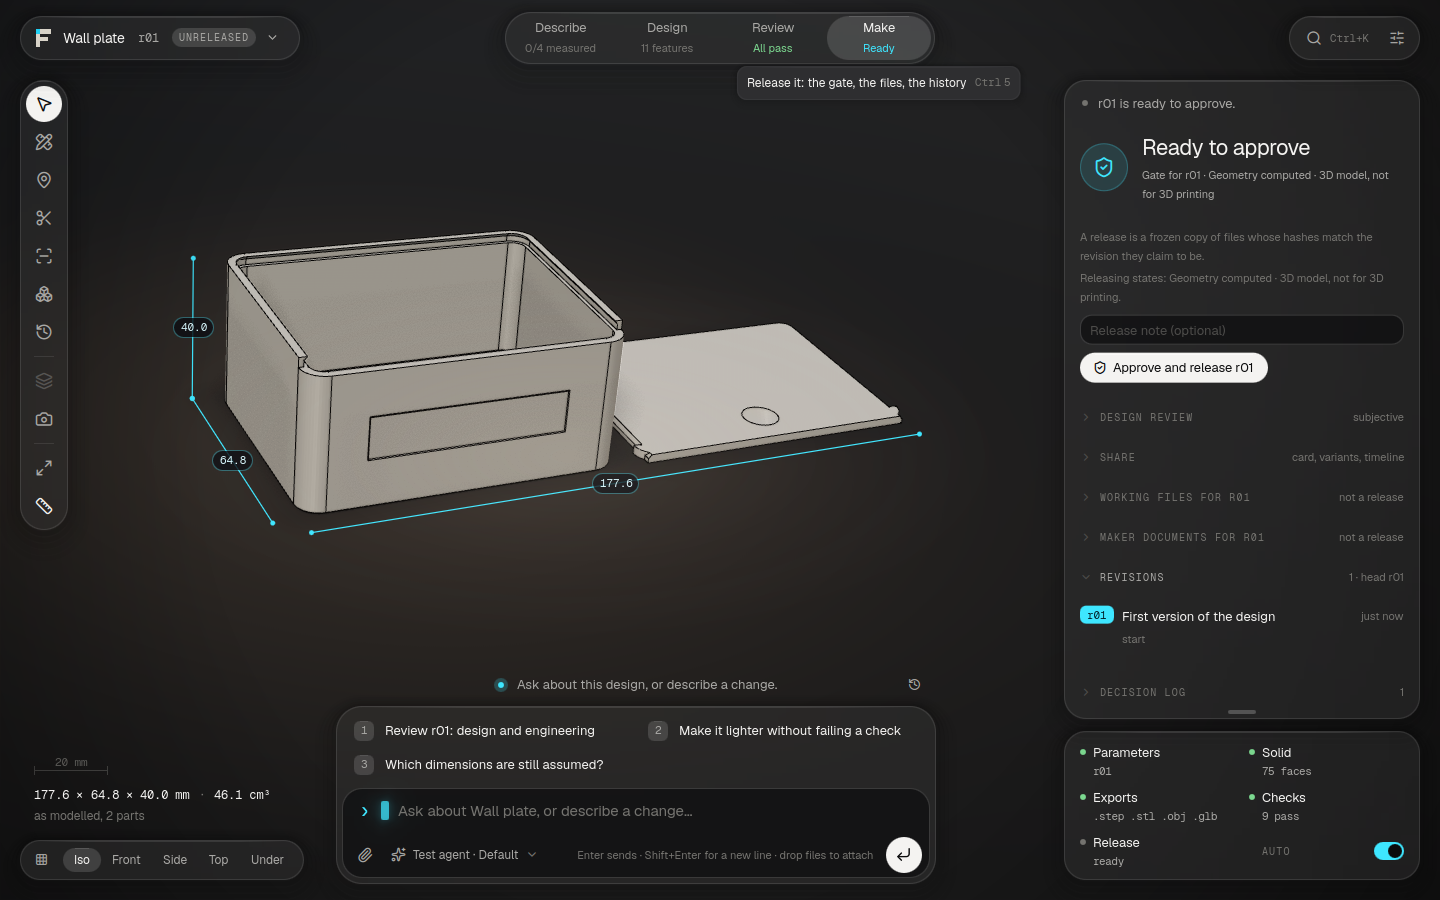 Wall plate r01 UNRELEASED
Describe
0/4 measured
Design
11 features
Review
All pass
Make
Ready
Ctrl+K
Release it: the gate, the files, the history Ctrl 5
r01 is ready to approve.
Ready to approve
Gate for r01 · Geometry computed · 3D model, not
for 3D printing
A release is a frozen copy of files whose hashes match the
revision they claim to be.
Releasing states: Geometry computed · 3D model, not for 3D
printing.
Release note (optional)
Approve and release r01
DESIGN REVIEW subjective
SHARE card, variants, timeline
WORKING FILES FOR R01 not a release
MAKER DOCUMENTS FOR R01 not a release
REVISIONS 1 · head r01
r01 First version of the design just now
start
DECISION LOG 1
40.0
64.8
177.6
Ask about this design, or describe a change.
1 Review r01: design and engineering
2 Make it lighter without failing a check
3 Which dimensions are still assumed?
Ask about Wall plate, or describe a change...
Test agent · Default
Enter sends · Shift+Enter for a new line · drop files to attach
20 mm
177.6 × 64.8 × 40.0 mm · 46.1 cm³
as modelled, 2 parts
Iso Front Side Top Under
Parameters
r01
Solid
75 faces
Exports
.step .stl .obj .glb
Checks
9 pass
Release
ready
AUTO